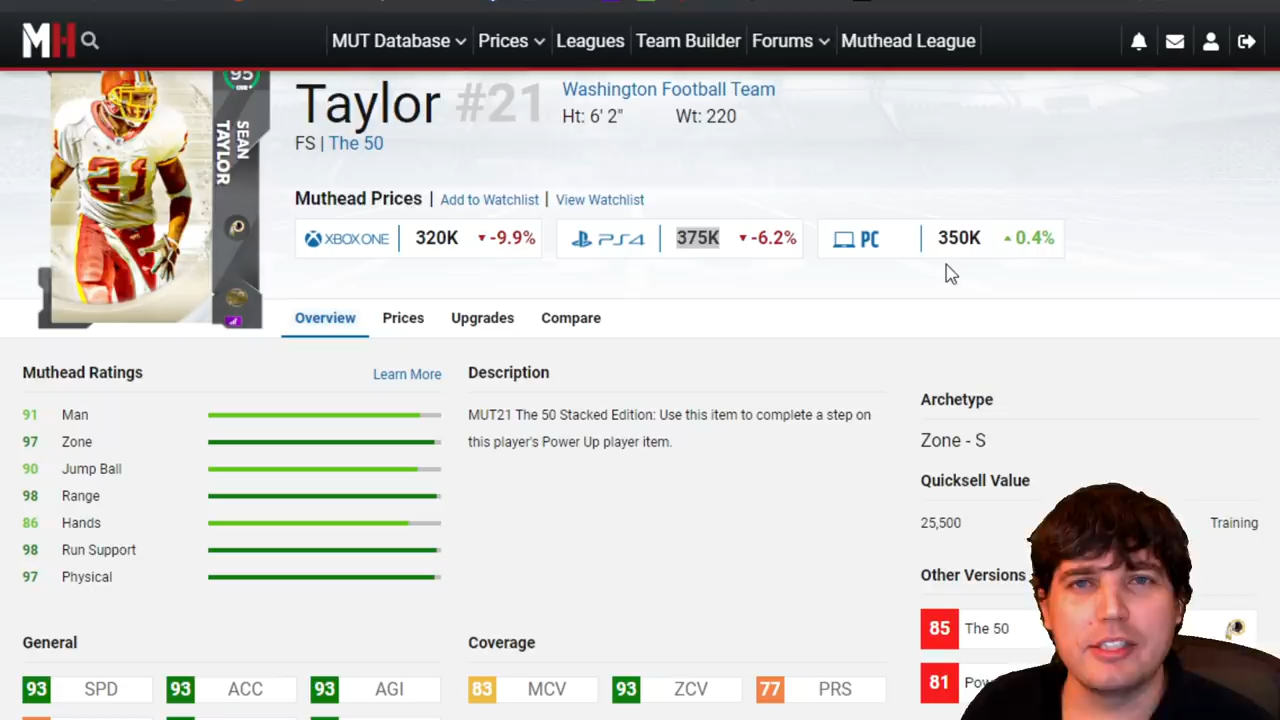 MH
MUT Database Prices Leagues Team Builder Forums Muthead League
95
SEAN
TAYLOR
21
Taylor #21
Washington Football Team
Ht: 6' 2" Wt: 220
FS | The 50
Muthead Prices | Add to Watchlist | View Watchlist
XBOX ONE 320K -9.9% PS4 375K -6.2% PC 350K 0.4%
Overview Prices Upgrades Compare
Muthead Ratings Learn More
91 Man
97 Zone
90 Jump Ball
98 Range
86 Hands
98 Run Support
97 Physical
Description
MUT21 The 50 Stacked Edition: Use this item to complete a step on
this player's Power Up player item.
Archetype
Zone - S
Quicksell Value
25,500 Training
Other Versions
85 The 50
81 Pow
General
93 SPD 93 ACC 93 AGI
Coverage
83 MCV 93 ZCV 77 PRS